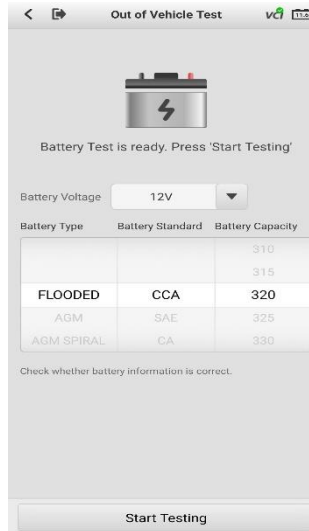 Out of Vehicle Test
vci
11.6
Battery Test is ready. Press 'Start Testing'
Battery Voltage 12V
Battery Type Battery Standard Battery Capacity
310
315
FLOODED CCA 320
AGM SAE 325
AGM SPIRAL CA 330
Check whether battery information is correct.
Start Testing